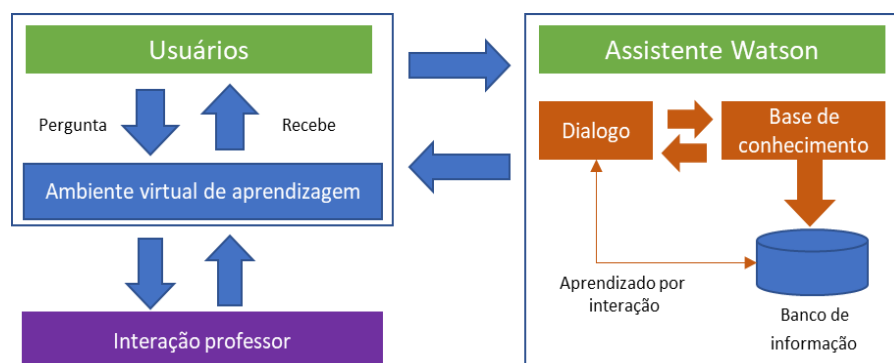 Usuários
Pergunta
Recebe
Ambiente virtual de aprendizagem
Interação professor
Assistente Watson
Dialogo
Base de
conhecimento
Aprendizado por
interação
Banco de
informação